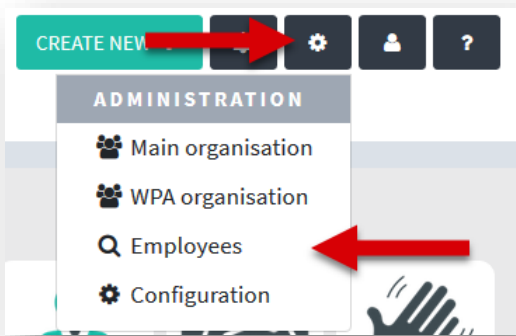 CREATE NEW
?
ADMINISTRATION
Main organisation
WPA organisation
Employees
Configuration